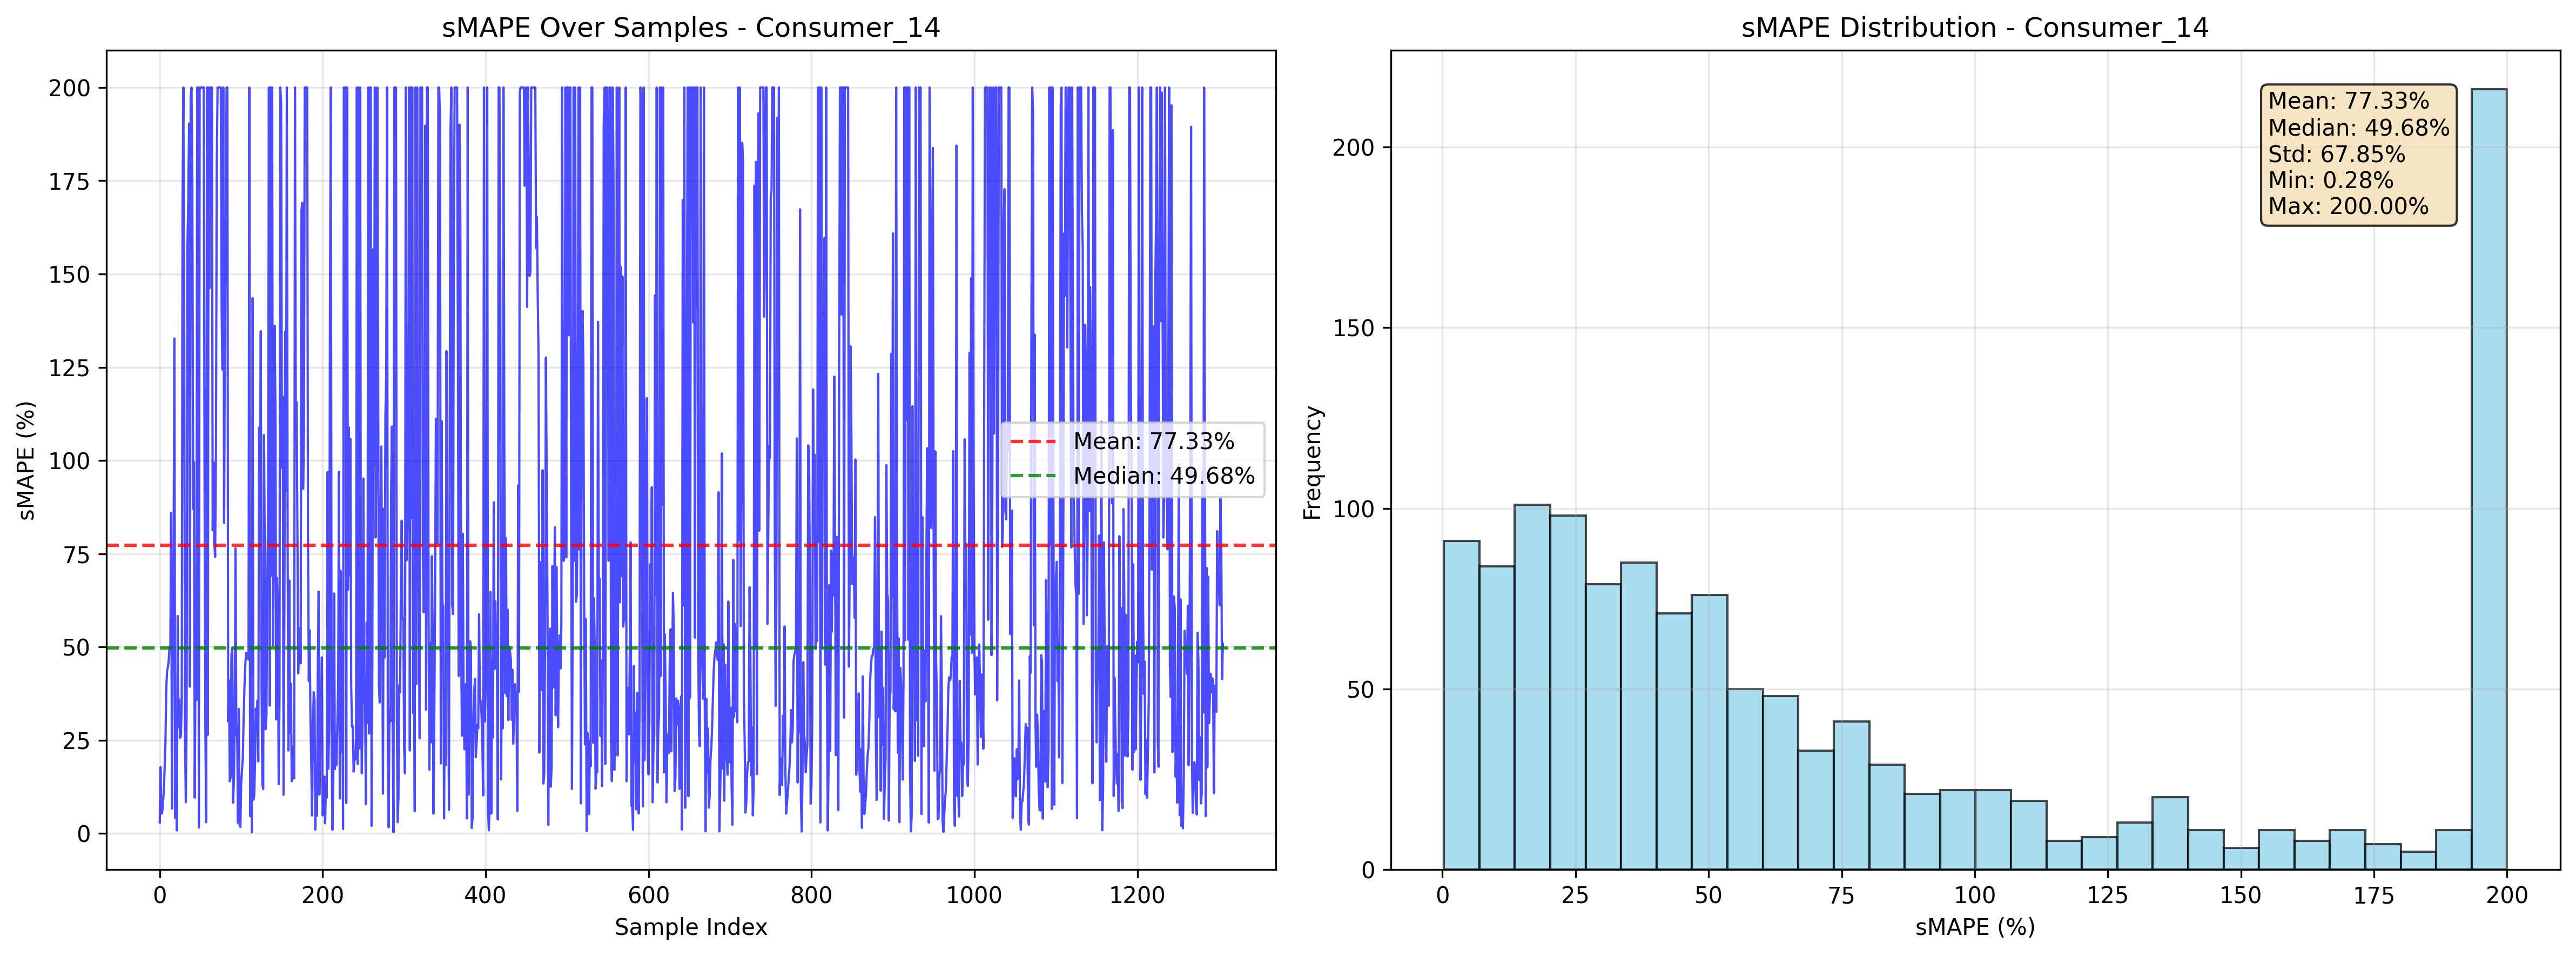 sMAPE Over Samples - Consumer_14
sMAPE (%)
200
175
150
125
100
75
50
25
0
Mean: 77.33%
Median: 49.68%
0
200
400
600
800
1000
1200
Sample Index
sMAPE Distribution - Consumer_14
Frequency
200
150
100
50
0
Mean: 77.33%
Median: 49.68%
Std: 67.85%
Min: 0.28%
Max: 200.00%
0
25
50
75
100
125
150
175
200
sMAPE (%)